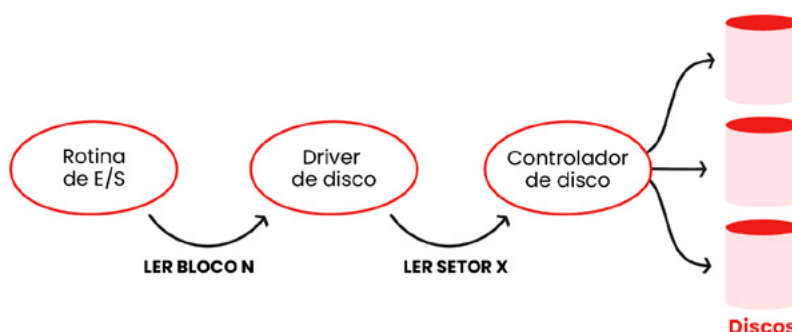 Rotina
de E/S
Driver
de disco
Controlador
de disco
LER BLOCO N
LER SETOR X
Discos